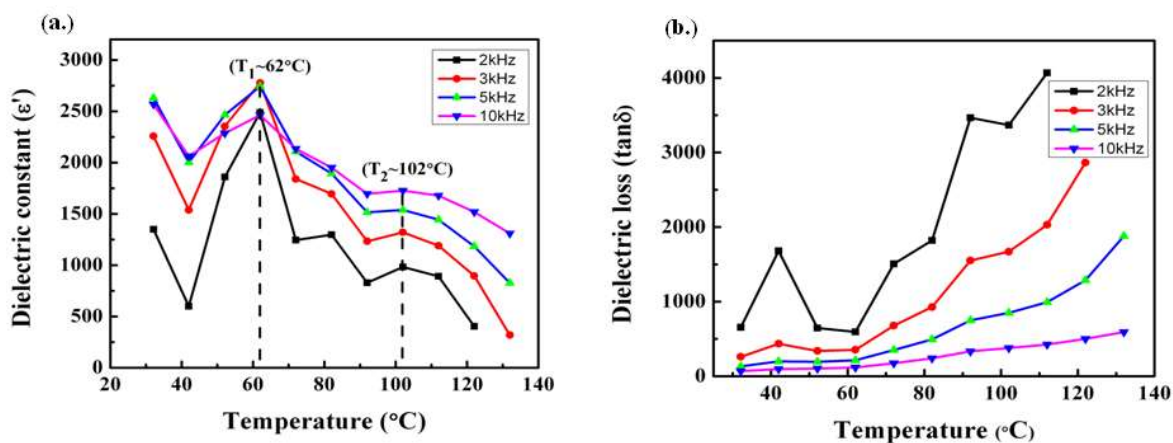 (a.)
Dielectric constant (ε')
3000
2500
2000
1500
1000
500
0
20
40
60
80
100
120
140
Temperature (°C)
(T1~62°C)
(T2~102°C)
2kHz
3kHz
5kHz
10kHz
(b.)
Dielectric loss (tanδ)
4000
3000
2000
1000
0
40
60
80
100
120
140
Temperature (°C)
2kHz
3kHz
5kHz
10kHz